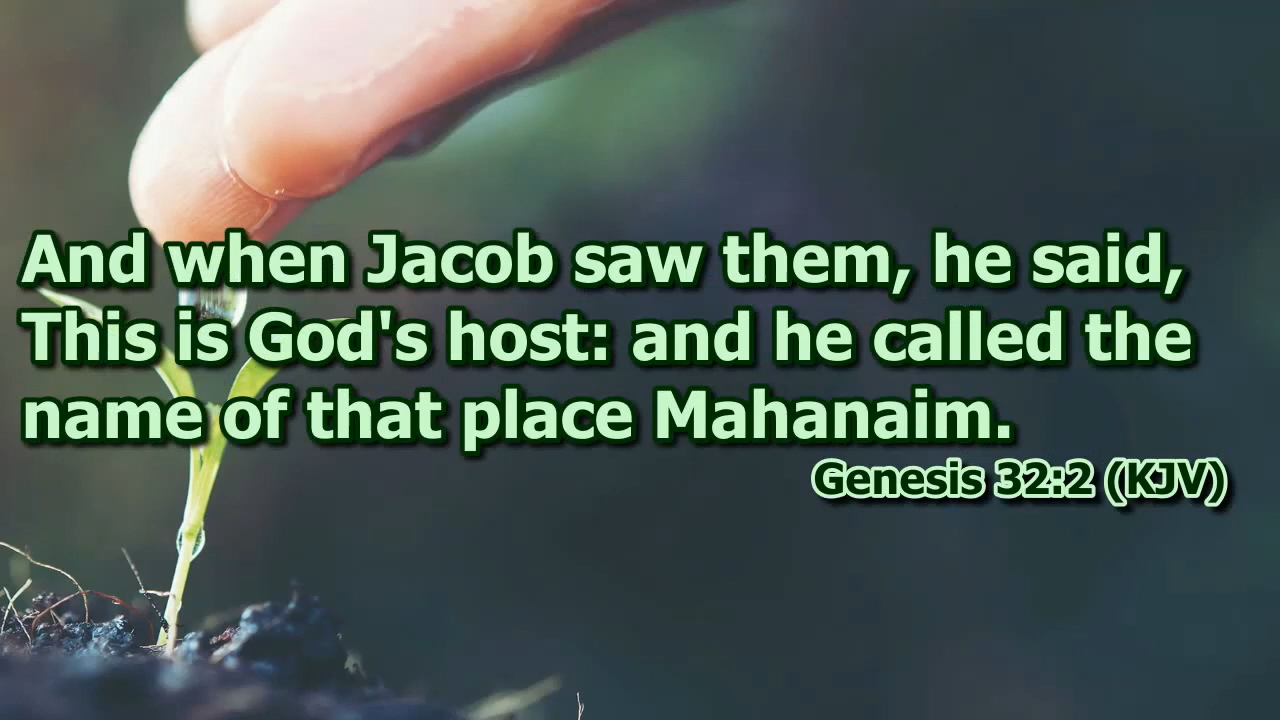 And when Jacob saw them, he said,
This is God's host: and he called the
name of that place Mahanaim.
Genesis 32:2 (KJV)